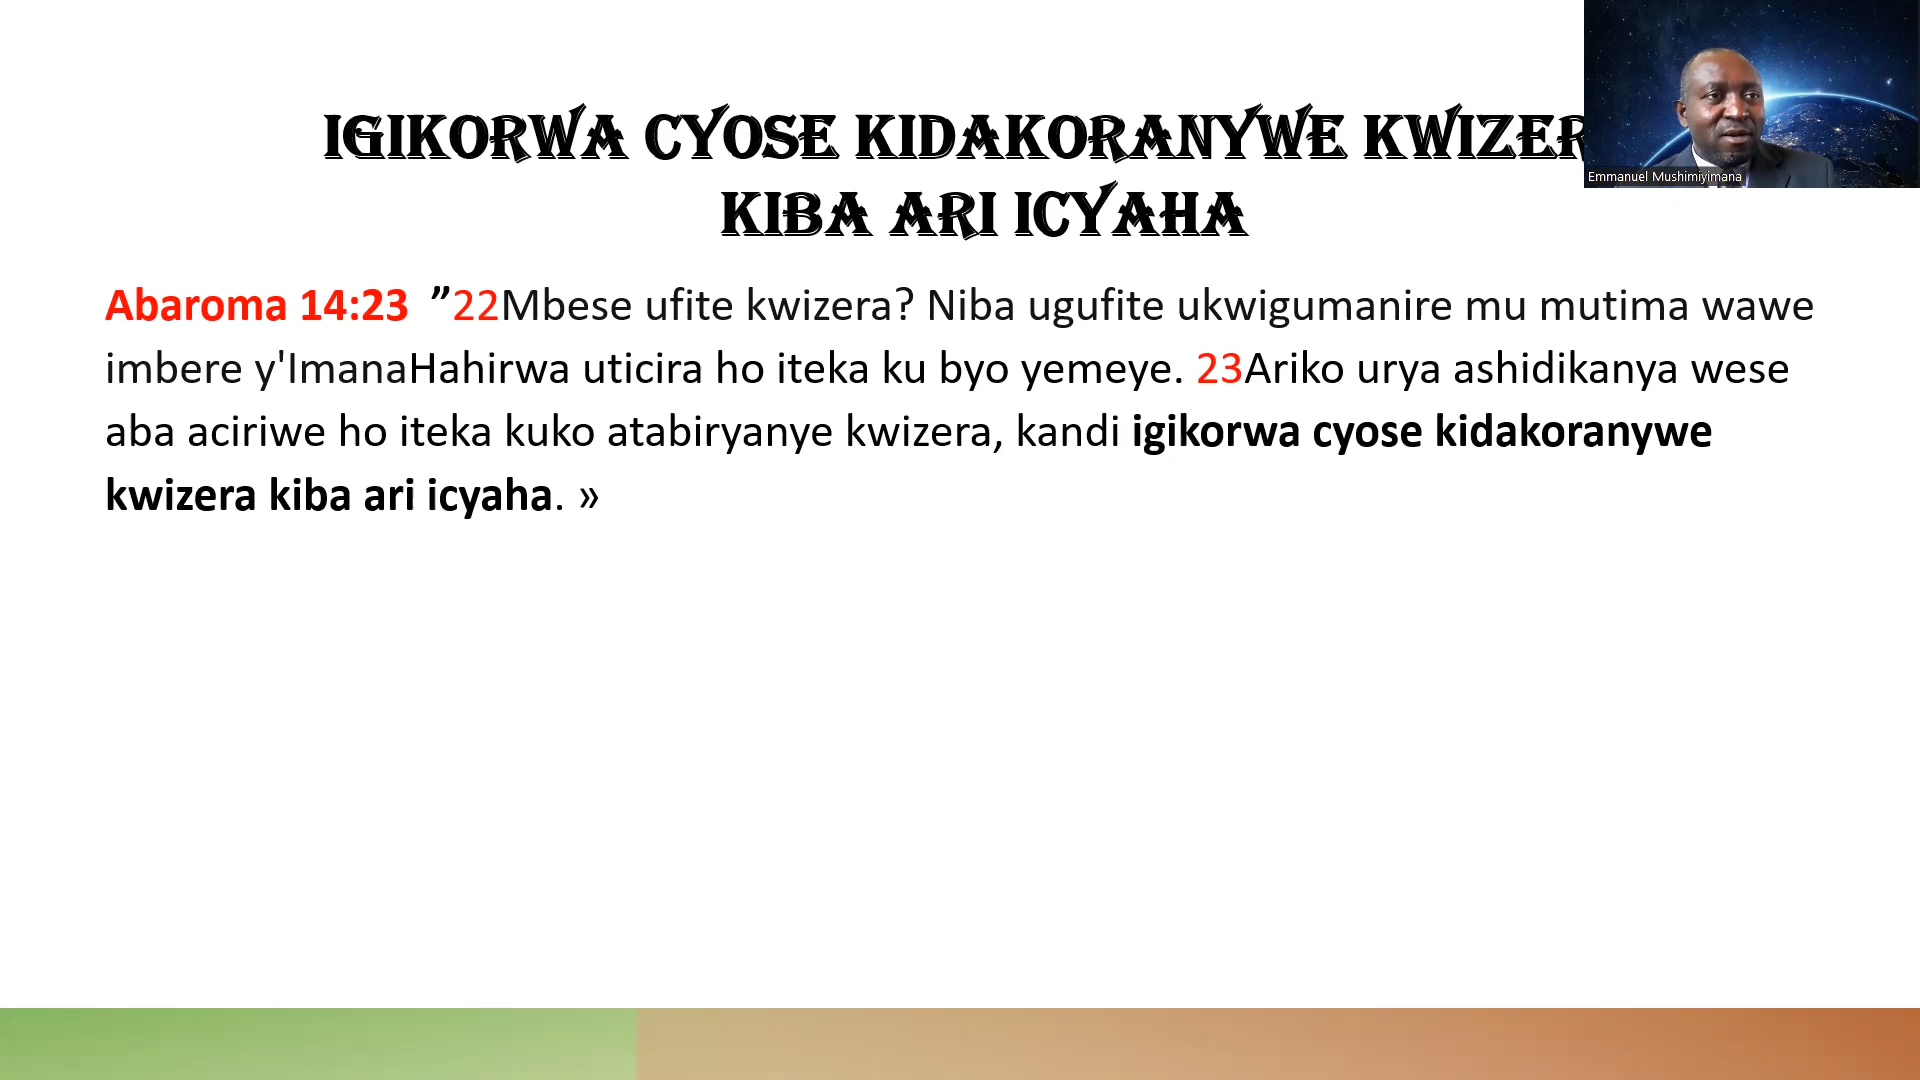 IGIKORWA CYOSE KIDAKORANYWE KWIZER
KIBA ARI ICYAHA
Emmanuel Mushimiyimana
Abaroma 14:23 ”22Mbese ufite kwizera? Niba ugufite ukwigumanire mu mutima wawe
imbere y'ImanaHahirwa uticira ho iteka ku byo yemeye. 23Ariko urya ashidikanya wese
aba aciriwe ho iteka kuko atabiryanye kwizera, kandi igikorwa cyose kidakoranywe
kwizera kiba ari icyaha. »